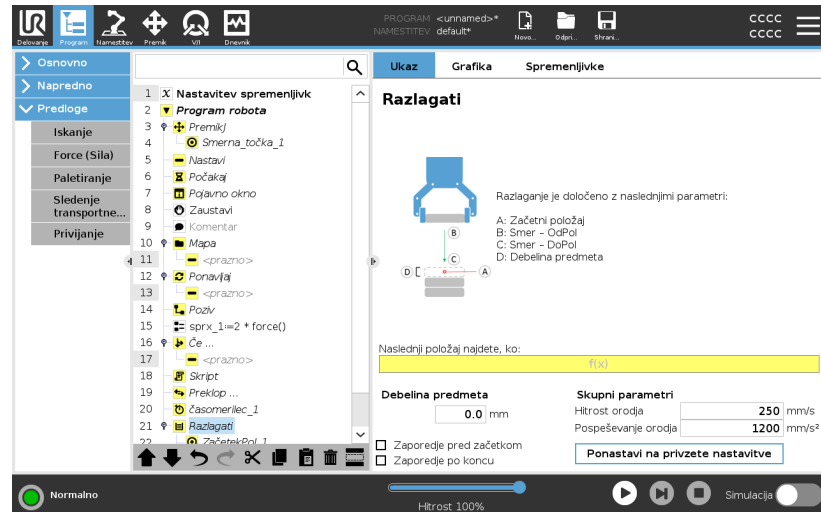 PROGRAM <unnamed>*
NAMESTITEV default*
cccc
cccc
Delovanje
Program
Namestitev
Premik
V/I
Dnevnik
Novo...
Odpri...
Shrani...
Osnovno
Napredno
Predloge
Iskanje
Force (Sila)
Paletiranje
Sledenje
transportne...
Privijanje
1 X Nastavitev spremenljivk
2 Program robota
3 Premikj
4 Smerna_točka_1
5 Nastavi
6 Počakaj
7 Pojavno okno
8 Zaustavi
9 Komentar
10 Mapa
11 <prazno>
12 Ponavljaj
13 <prazno>
14 Poziv
15 sprx_1:=2 * force()
16 Če ...
17 <prazno>
18 Skript
19 Preklop ...
20 časomerilec_1
21 Razlagati
22 ZačetekPol_1
Ukaz
Grafika
Spremenljivke
Razlagati
B
C
D
A
Razlaganje je določeno z naslednjimi parametri:
A: Začetni položaj
B: Smer - OdPol
C: Smer - DoPol
D: Debelina predmeta
Naslednji položaj najdete, ko:
f(x)
Debelina predmeta
0.0 mm
Skupni parametri
Hitrost orodja 250 mm/s
Pospeševanje orodja 1200 mm/s²
Zaporedje pred začetkom
Zaporedje po koncu
Ponastavi na privzete nastavitve
Normalno
Hitrost 100%
Simulacija